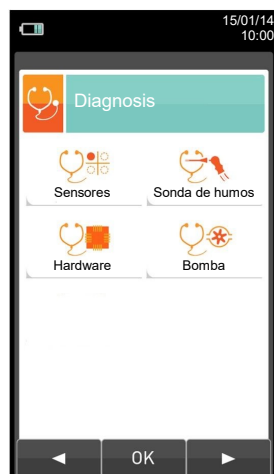 15/01/14
10:00
Diagnosis
Sensores
Sonda de humos
Hardware
Bomba
OK